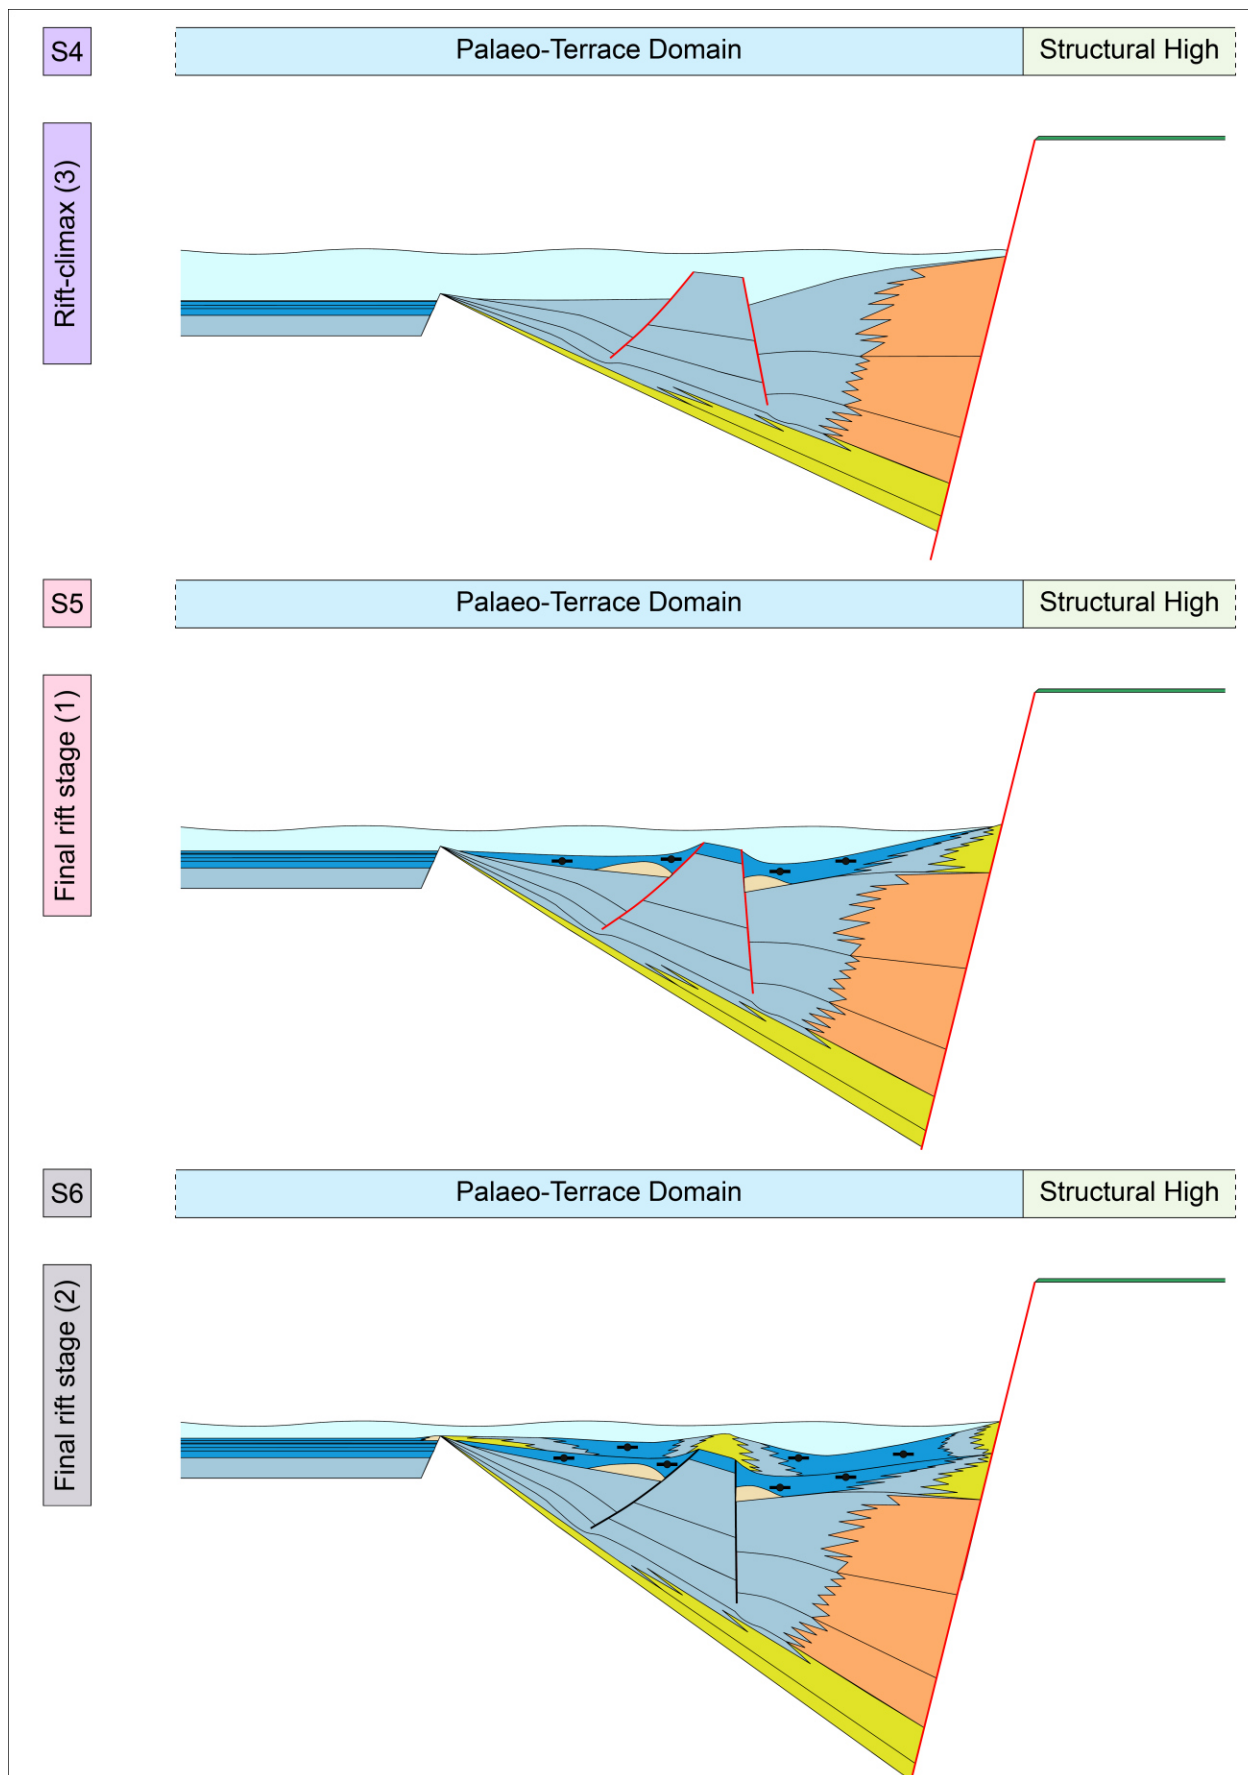 S4
Palaeo-Terrace Domain
Structural High
Rift-climax (3)
S5
Palaeo-Terrace Domain
Structural High
Final rift stage (1)
S6
Palaeo-Terrace Domain
Structural High
Final rift stage (2)